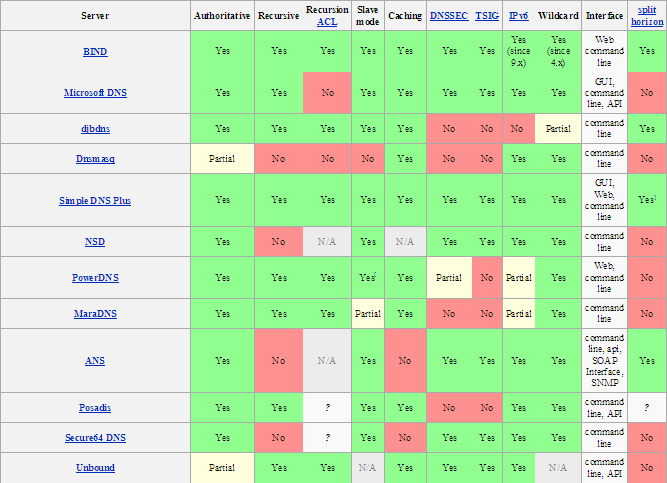 Server Authoritative Recursive Recursion ACL Slave mode Caching DNSSEC TSIG IPv6 Wildcard Interface split horizon
BIND Yes Yes Yes Yes Yes Yes Yes Yes (since 9.x) Yes (since 4.x) Web command line Yes
Microsoft DNS Yes Yes No Yes Yes Yes Yes Yes Yes GUI, command line, API No
djbdns Yes Yes Yes Yes Yes No No No Partial command line Yes
Dnsmasq Partial No No No Yes No No Yes Yes command line No
Simple DNS Plus Yes Yes Yes Yes Yes Yes Yes Yes Yes GUI, Web, command line Yes
NSD Yes No N/A Yes N/A Yes Yes Yes Yes command line No
PowerDNS Yes Yes Yes Yes Yes Partial No Partial Yes Web, command line No
MaraDNS Yes Yes Yes Partial Yes No No Partial Yes command line No
ANS Yes No N/A Yes No Yes Yes Yes Yes command line, api, SOAP Interface, SNMP Yes
Posadis Yes Yes ? Yes Yes No No Yes Yes command line, API ?
Secure64 DNS Yes No ? Yes No Yes Yes Yes Yes command line No
Unbound Partial Yes Yes N/A Yes Yes Yes Yes N/A command line, API No